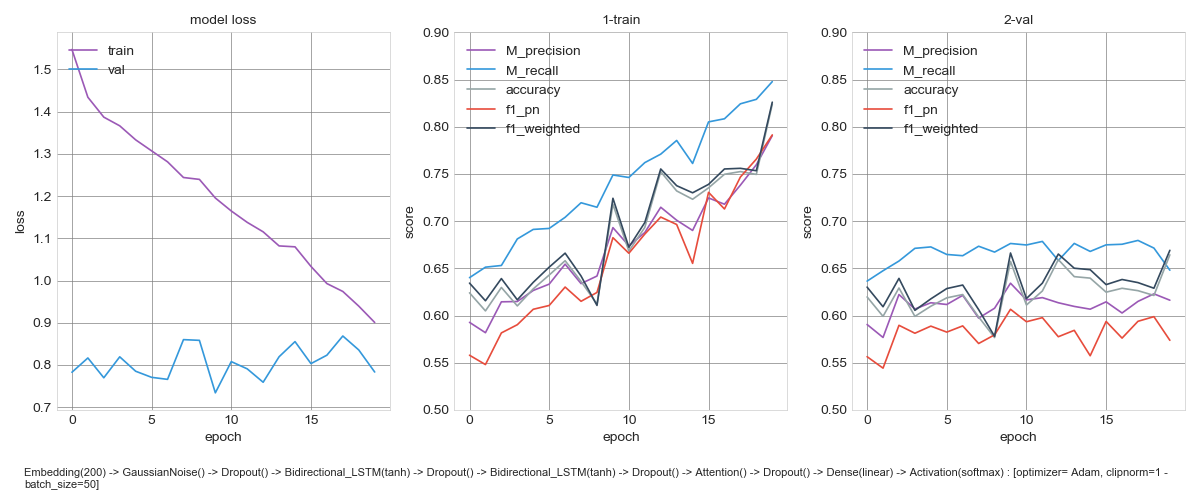 model loss
train
val
1.5
1.4
1.3
1.2
1.1
1.0
0.9
0.8
0.7
loss
0 5 10 15
epoch
1-train
M_precision
M_recall
accuracy
f1_pn
f1_weighted
0.90
0.85
0.80
0.75
0.70
0.65
0.60
0.55
0.50
score
0 5 10 15
epoch
2-val
M_precision
M_recall
accuracy
f1_pn
f1_weighted
0.90
0.85
0.80
0.75
0.70
0.65
0.60
0.55
0.50
score
0 5 10 15
epoch
Embedding(200) -> GaussianNoise() -> Dropout() -> Bidirectional_LSTM(tanh) -> Dropout() -> Bidirectional_LSTM(tanh) -> Dropout() -> Attention() -> Dropout() -> Dense(linear) -> Activation(softmax) : [optimizer= Adam, clipnorm=1 -
batch_size=50]